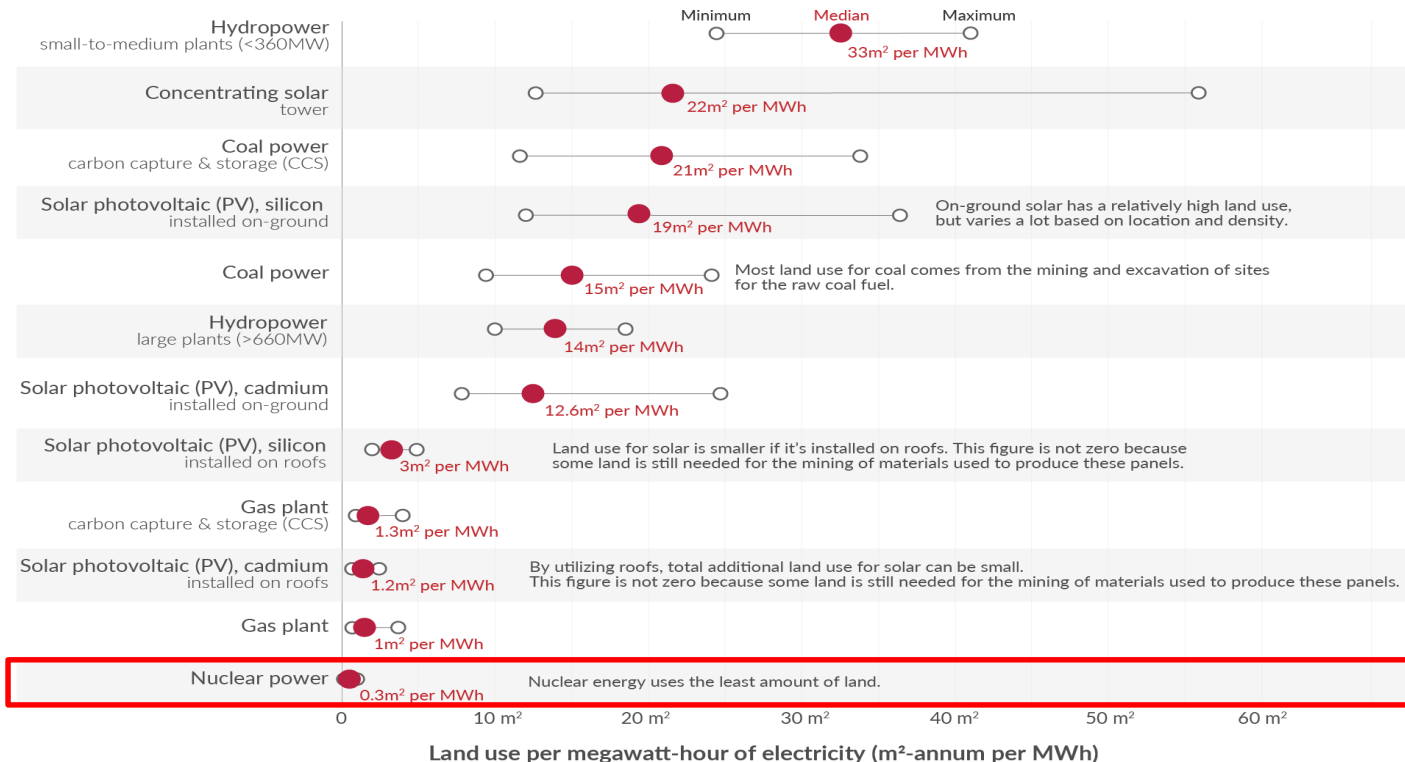 Minimum Median Maximum
Hydropower
small-to-medium plants (<360MW)
33m² per MWh
Concentrating solar
tower
22m² per MWh
Coal power
carbon capture & storage (CCS)
21m² per MWh
Solar photovoltaic (PV), silicon
installed on-ground
19m² per MWh
On-ground solar has a relatively high land use,
but varies a lot based on location and density.
Coal power
15m² per MWh
Most land use for coal comes from the mining and excavation of sites
for the raw coal fuel.
Hydropower
large plants (>660MW)
14m² per MWh
Solar photovoltaic (PV), cadmium
installed on-ground
12.6m² per MWh
Solar photovoltaic (PV), silicon
installed on roofs
3m² per MWh
Land use for solar is smaller if it's installed on roofs. This figure is not zero because
some land is still needed for the mining of materials used to produce these panels.
Gas plant
carbon capture & storage (CCS)
1.3m² per MWh
Solar photovoltaic (PV), cadmium
installed on roofs
1.2m² per MWh
By utilizing roofs, total additional land use for solar can be small.
This figure is not zero because some land is still needed for the mining of materials used to produce these panels.
Gas plant
1m² per MWh
Nuclear power
0.3m² per MWh
Nuclear energy uses the least amount of land.
0 10 m² 20 m² 30 m² 40 m² 50 m² 60 m²
Land use per megawatt-hour of electricity (m²-annum per MWh)